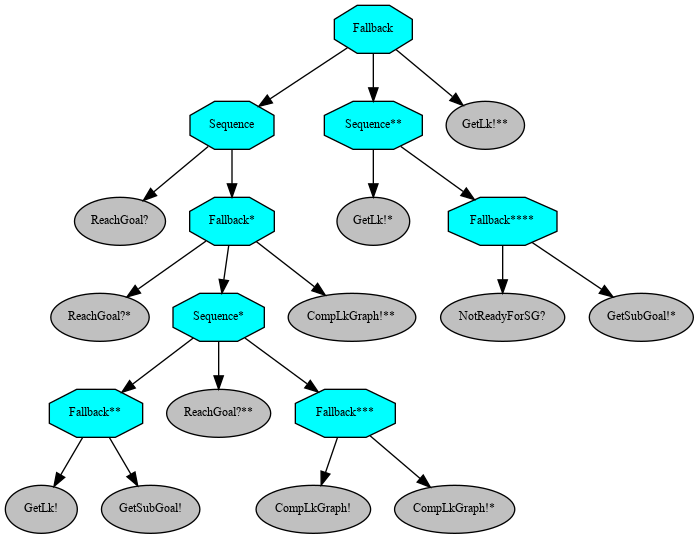 Fallback
Sequence
Sequence**
GetLk!**
ReachGoal?
Fallback*
GetLk!*
Fallback****
ReachGoal?*
Sequence*
CompLkGraph!**
NotReadyForSG?
GetSubGoal!*
Fallback**
ReachGoal?**
Fallback***
GetLk!
GetSubGoal!
CompLkGraph!
CompLkGraph!*